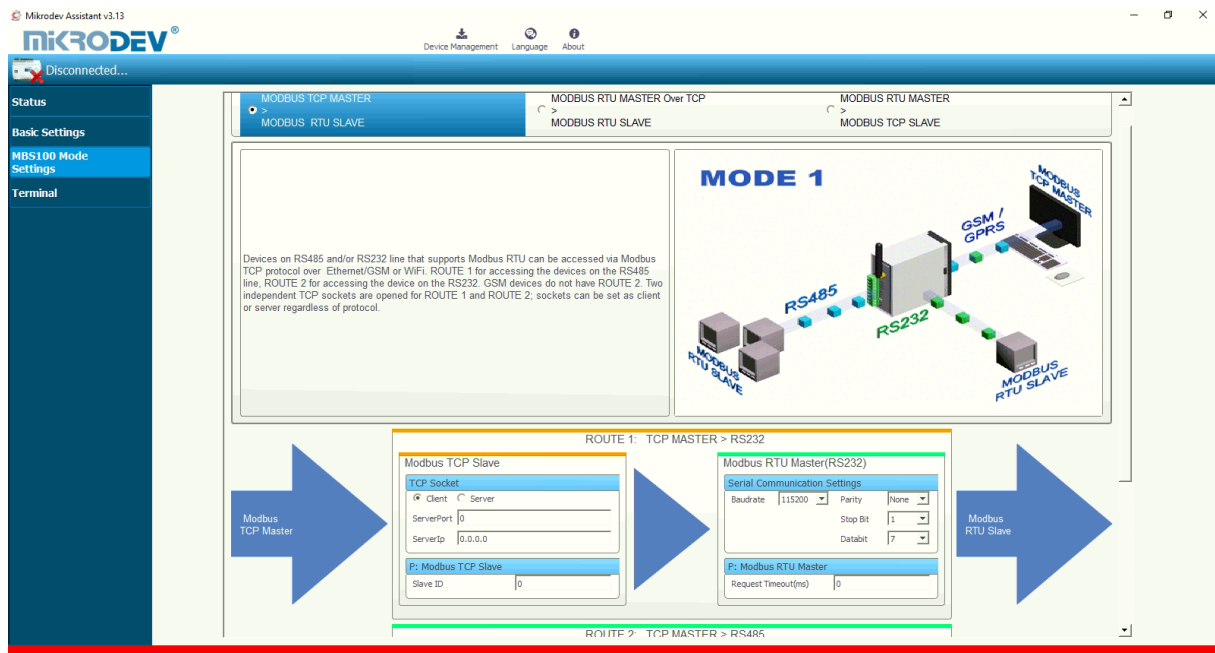 Mikrodev Assistant v3.13
MiKRODEV®
Device Management
Language
About
Disconnected...
Status
Basic Settings
MBS100 Mode
Settings
Terminal
MODBUS TCP MASTER
>
MODBUS RTU SLAVE
MODBUS RTU MASTER Over TCP
>
MODBUS RTU SLAVE
MODBUS RTU MASTER
>
MODBUS TCP SLAVE
Devices on RS485 and/or RS232 line that supports Modbus RTU can be accessed via Modbus
TCP protocol over Ethernet/GSM or WiFi. ROUTE 1 for accessing the devices on the RS485
line, ROUTE 2 for accessing the device on the RS232. GSM devices do not have ROUTE 2. Two
independent TCP sockets are opened for ROUTE 1 and ROUTE 2; sockets can be set as client
or server regardless of protocol.
MODE 1
MODBUS
TCP MASTER
GSM /
GPRS
RS485
RS232
MODBUS
RTU SLAVE
MODBUS
RTU SLAVE
ROUTE 1: TCP MASTER > RS232
Modbus
TCP Master
Modbus TCP Slave
TCP Socket
Client
Server
ServerPort 0
ServerIp 0.0.0.0
P: Modbus TCP Slave
Slave ID 0
Modbus RTU Master(RS232)
Serial Communication Settings
Baudrate 115200
Parity None
Stop Bit 1
Databit 7
P: Modbus RTU Master
Request Timeout(ms) 0
Modbus
RTU Slave
ROUTE 2: TCP MASTER > RS485